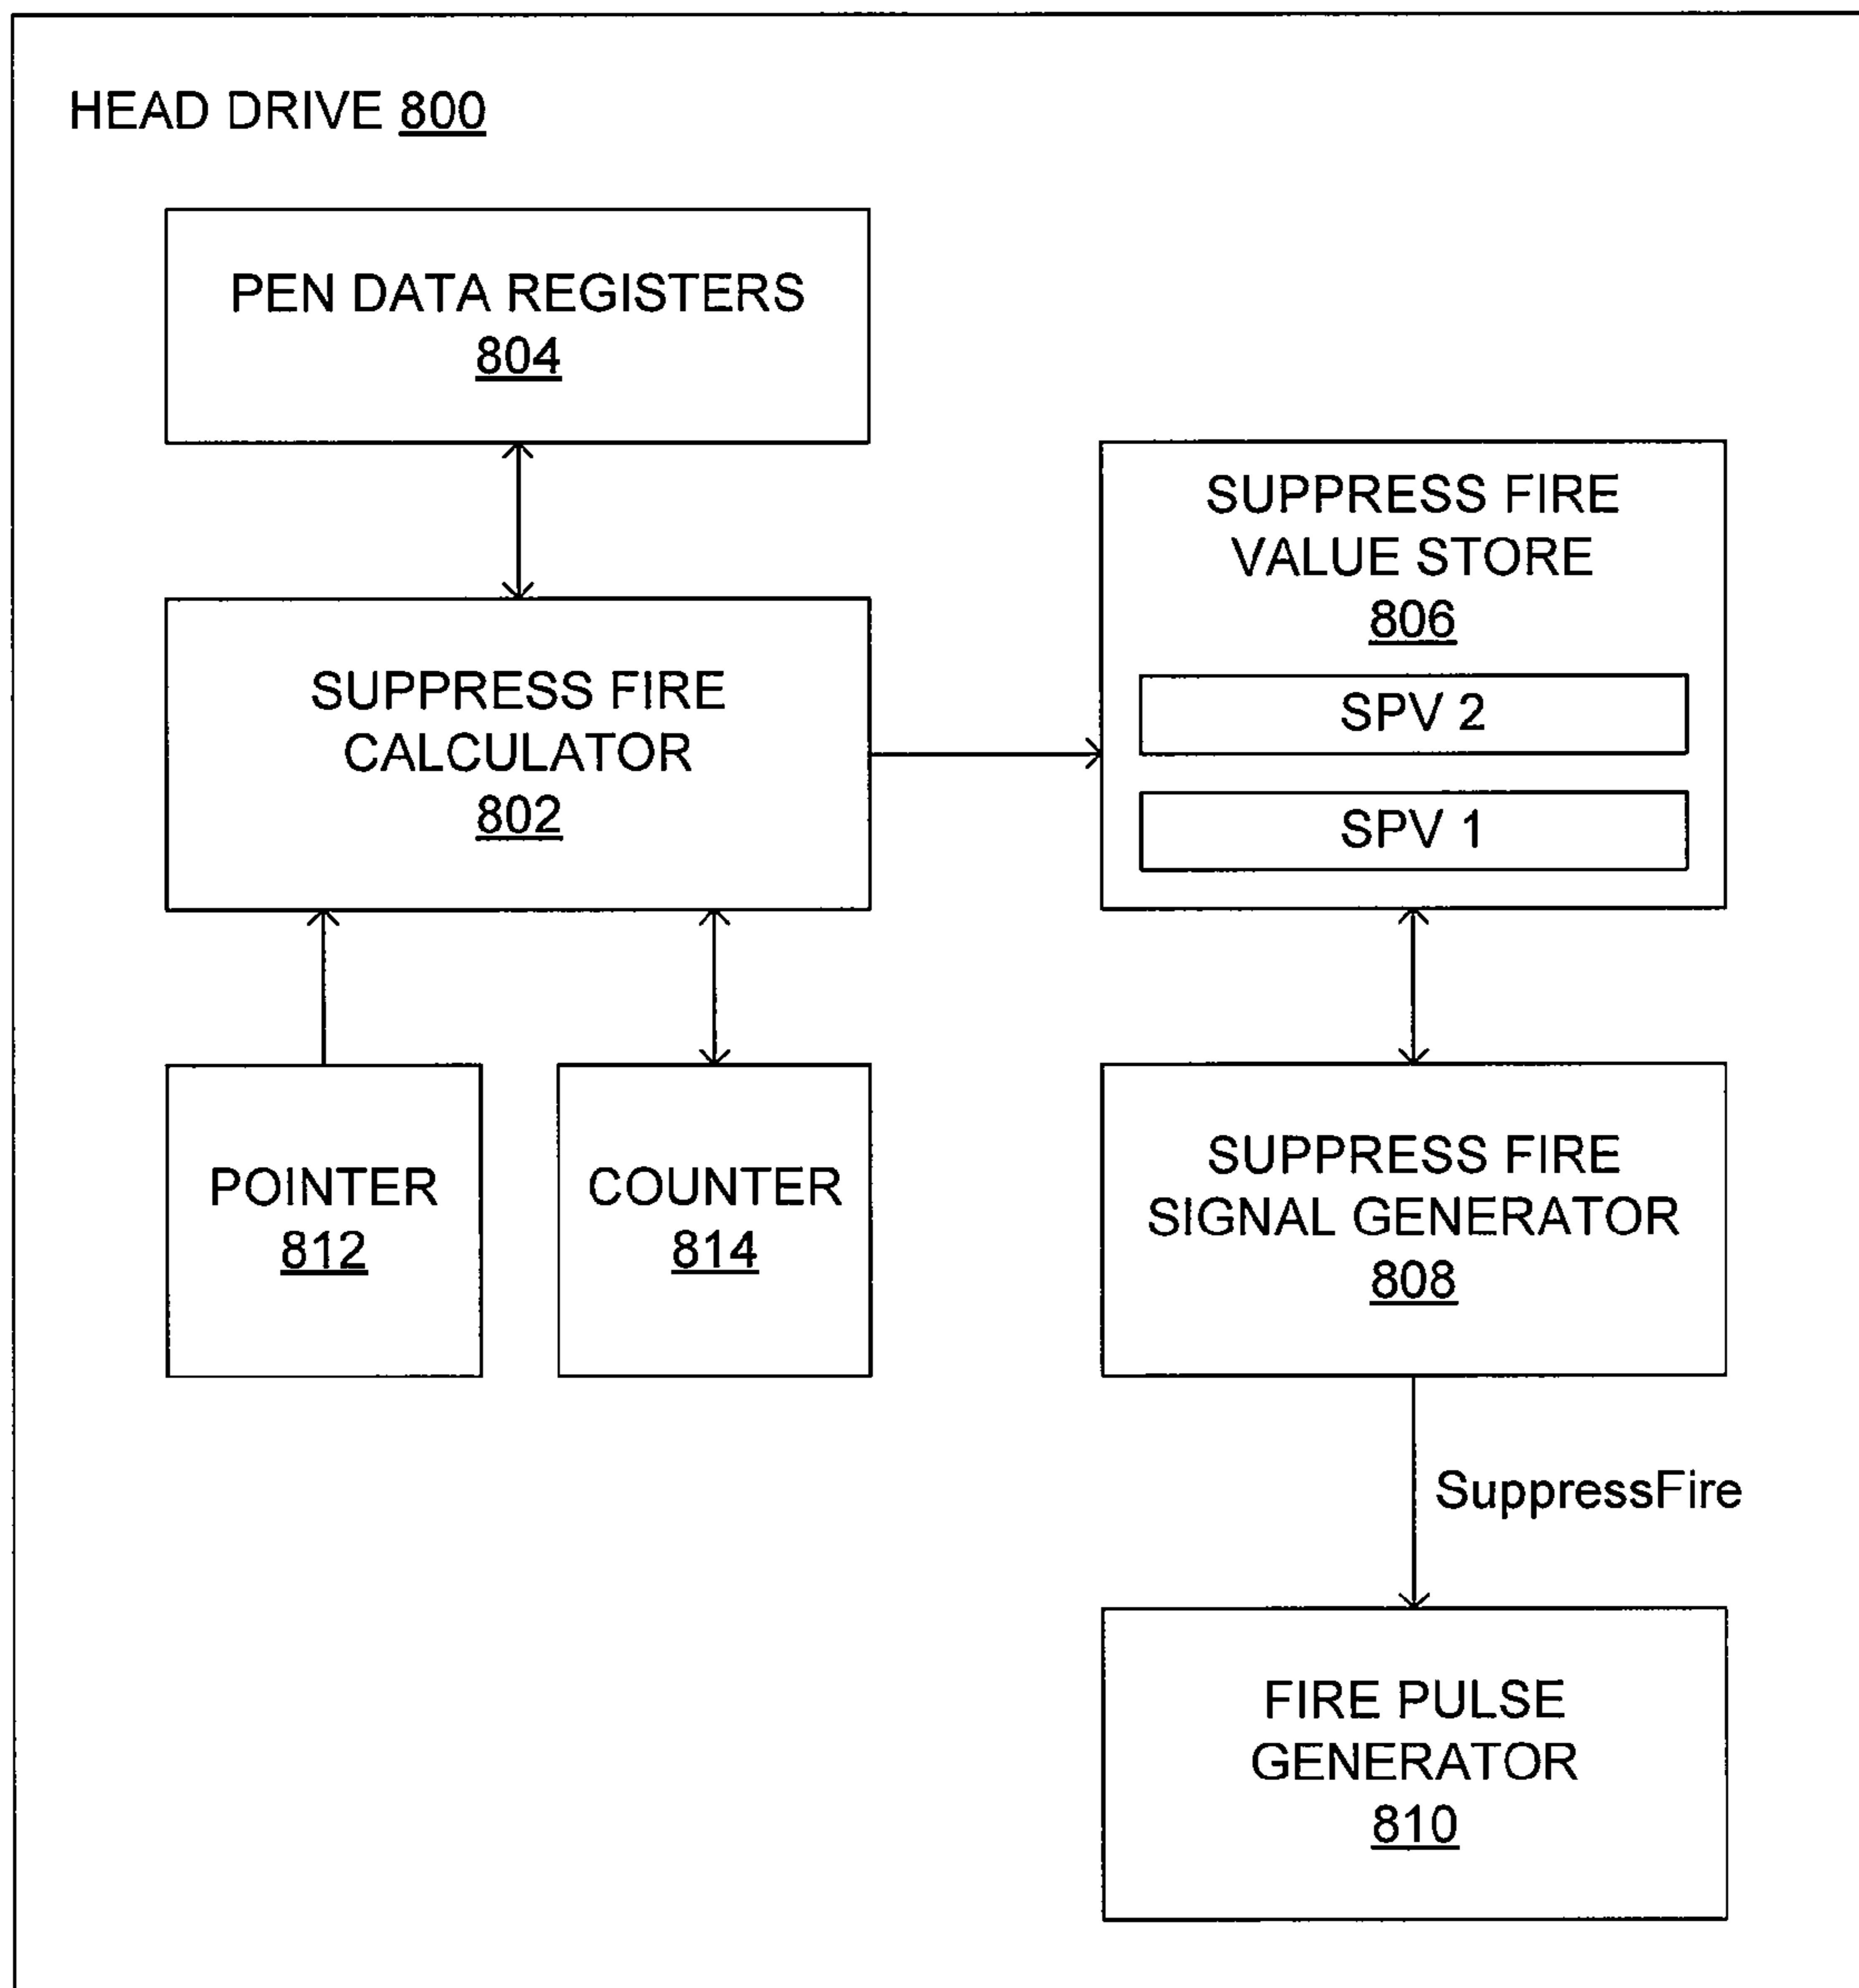 HEAD DRIVE 800
PEN DATA REGISTERS
804
SUPPRESS FIRE
CALCULATOR
802
SUPPRESS FIRE
VALUE STORE
806
SPV 2
SPV 1
POINTER
812
COUNTER
814
SUPPRESS FIRE
SIGNAL GENERATOR
808
SuppressFire
FIRE PULSE
GENERATOR
810